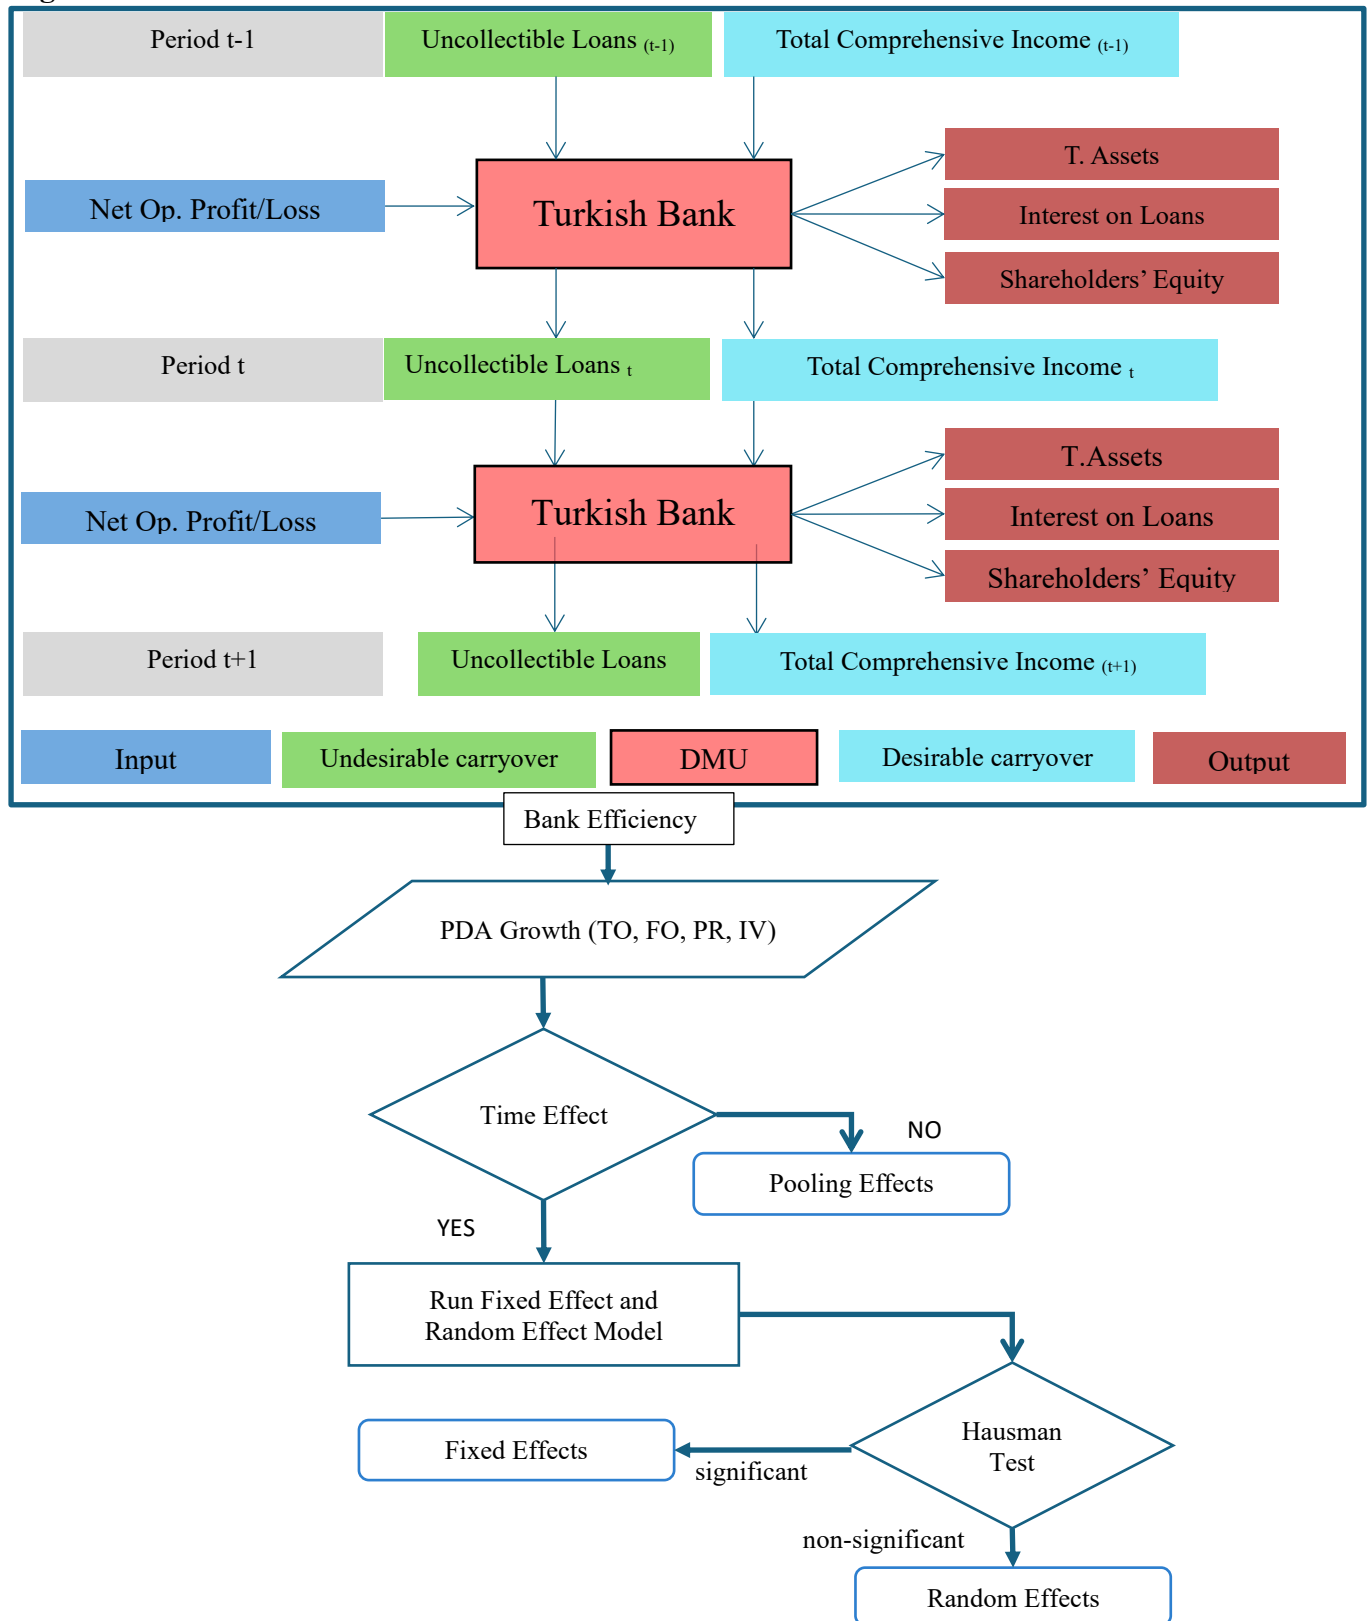 Period t-1
Uncollectible Loans (t-1)
Total Comprehensive Income (t-1)
T. Assets
Net Op. Profit/Loss
Turkish Bank
Interest on Loans
Shareholders' Equity
Period t
Uncollectible Loans t
Total Comprehensive Income t
T.Assets
Net Op. Profit/Loss
Turkish Bank
Interest on Loans
Shareholders' Equity
Period t+1
Uncollectible Loans
Total Comprehensive Income (t+1)
Input
Undesirable carryover
DMU
Desirable carryover
Output
Bank Efficiency
PDA Growth (TO, FO, PR, IV)
Time Effect
NO
Pooling Effects
YES
Run Fixed Effect and
Random Effect Model
Hausman
Test
Fixed Effects
significant
non-significant
Random Effects